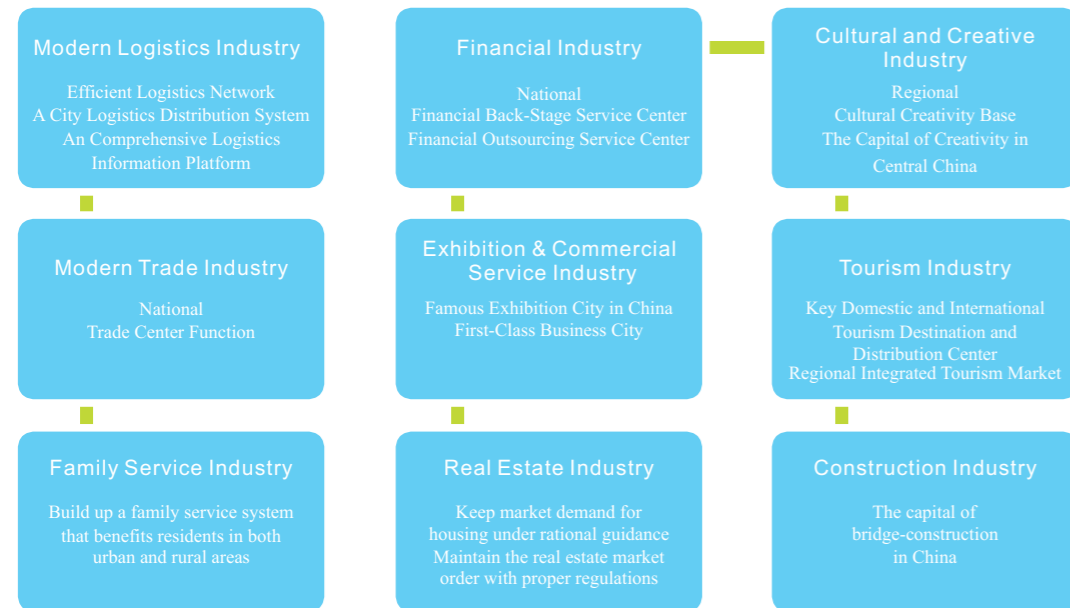 Modern Logistics Industry
Efficient Logistics Network
A City Logistics Distribution System
An Comprehensive Logistics
Information Platform
Financial Industry
National
Financial Back-Stage Service Center
Financial Outsourcing Service Center
Cultural and Creative
Industry
Regional
Cultural Creativity Base
The Capital of Creativity in
Central China
Modern Trade Industry
National
Trade Center Function
Exhibition & Commercial
Service Industry
Famous Exhibition City in China
First-Class Business City
Tourism Industry
Key Domestic and International
Tourism Destination and
Distribution Center
Regional Integrated Tourism Market
Family Service Industry
Build up a family service system
that benefits residents in both
urban and rural areas
Real Estate Industry
Keep market demand for
housing under rational guidance
Maintain the real estate market
order with proper regulations
Construction Industry
The capital of
bridge-construction
in China